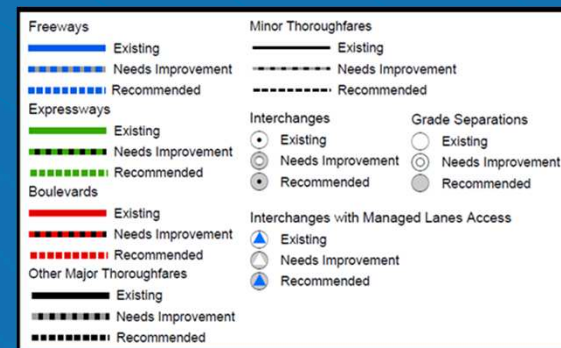 Freeways
Existing
Needs Improvement
Recommended
Expressways
Existing
Needs Improvement
Recommended
Boulevards
Existing
Needs Improvement
Recommended
Other Major Thoroughfares
Existing
Needs Improvement
Recommended
Minor Thoroughfares
Existing
Needs Improvement
Recommended
Interchanges
Existing
Needs Improvement
Recommended
Grade Separations
Existing
Needs Improvement
Recommended
Interchanges with Managed Lanes Access
Existing
Needs Improvement
Recommended